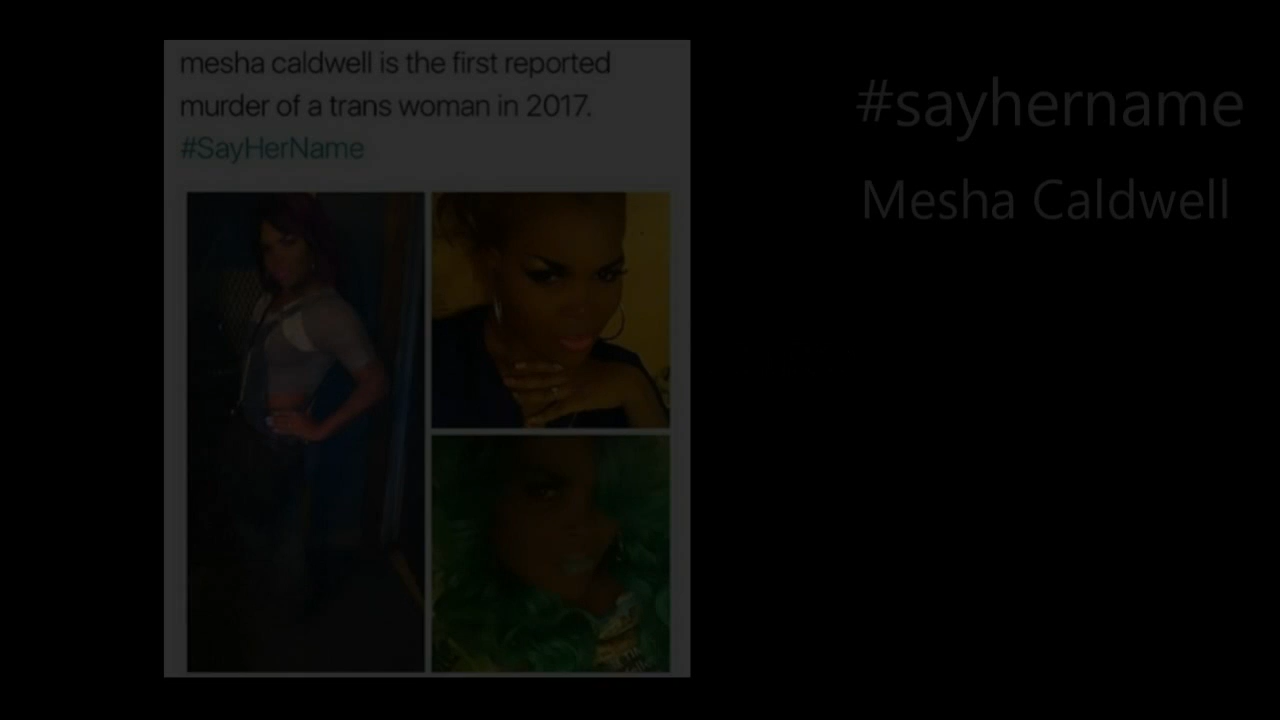 mesha caldwell is the first reported
murder of a trans woman in 2017.
#SayHerName
#sayhername
Mesha Caldwell